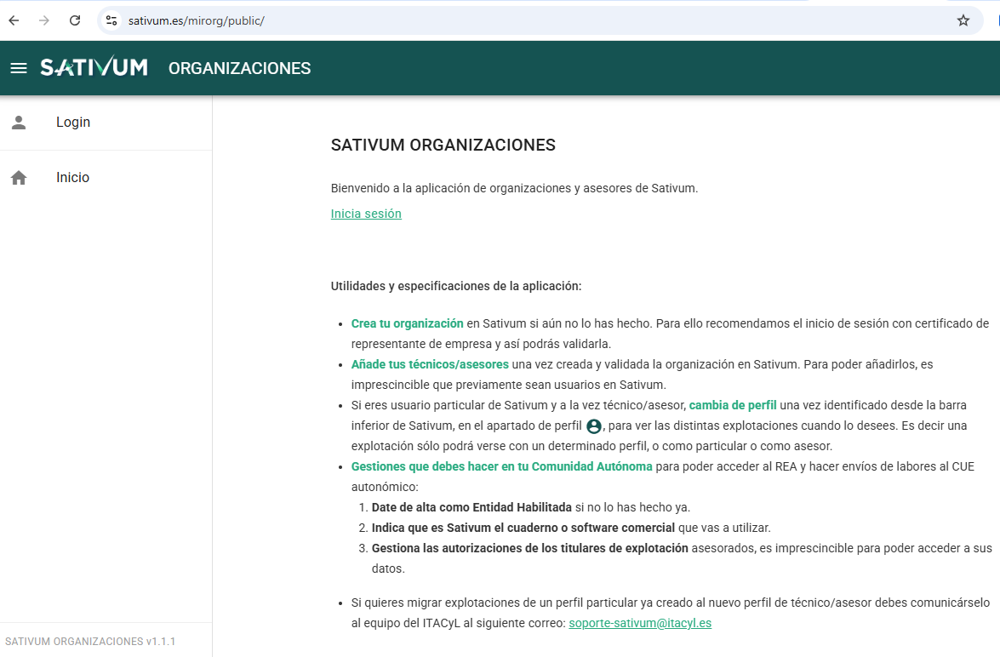 sativum.es/mirorg/public/
SATIVUM ORGANIZACIONES
Login
Inicio
SATIVUM ORGANIZACIONES
Bienvenido a la aplicación de organizaciones y asesores de Sativum.
Inicia sesión
Utilidades y especificaciones de la aplicación:
• Crea tu organización en Sativum si aún no lo has hecho. Para ello recomendamos el inicio de sesión con certificado de
representante de empresa y así podrás validarla.
• Añade tus técnicos/asesores una vez creada y validada la organización en Sativum. Para poder añadirlos, es
imprescincible que previamente sean usuarios en Sativum.
• Si eres usuario particular de Sativum y a la vez técnico/asesor, cambia de perfil una vez identificado desde la barra
inferior de Sativum, en el apartado de perfil , para ver las distintas explotaciones cuando lo desees. Es decir una
explotación sólo podrá verse con un determinado perfil, o como particular o como asesor.
• Gestiones que debes hacer en tu Comunidad Autónoma para poder acceder al REA y hacer envíos de labores al CUE
autonómico:
1. Date de alta como Entidad Habilitada si no lo has hecho ya.
2. Indica que es Sativum el cuaderno o software comercial que vas a utilizar.
3. Gestiona las autorizaciones de los titulares de explotación asesorados, es imprescincible para poder acceder a sus
datos.
• Si quieres migrar explotaciones de un perfil particular ya creado al nuevo perfil de técnico/asesor debes comunicárselo
al equipo del ITACyL al siguiente correo: soporte-sativum@itacyl.es
SATIVUM ORGANIZACIONES v1.1.1